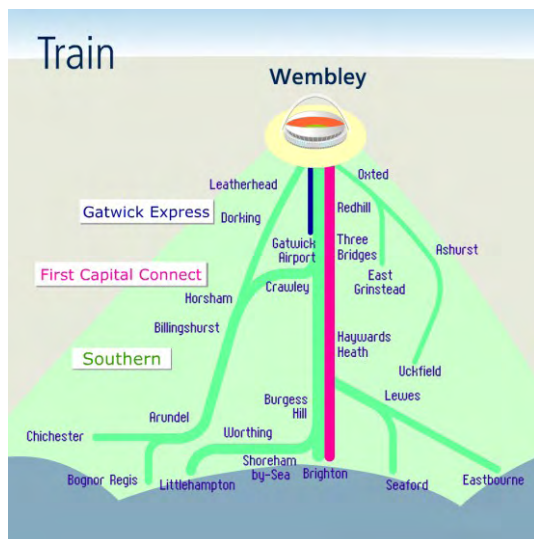 Train
Wembley
Leatherhead
Oxted
Gatwick Express
Dorking
Redhill
Gatwick
Airport
Three
Bridges
Ashurst
First Capital Connect
Crawley
East
Grinstead
Horsham
Billingshurst
Haywards
Heath
Southern
Uckfield
Burgess
Hill
Lewes
Arundel
Worthing
Chichester
Shoreham
by-Sea
Brighton
Bognor Regis
Littlehampton
Seaford
Eastbourne